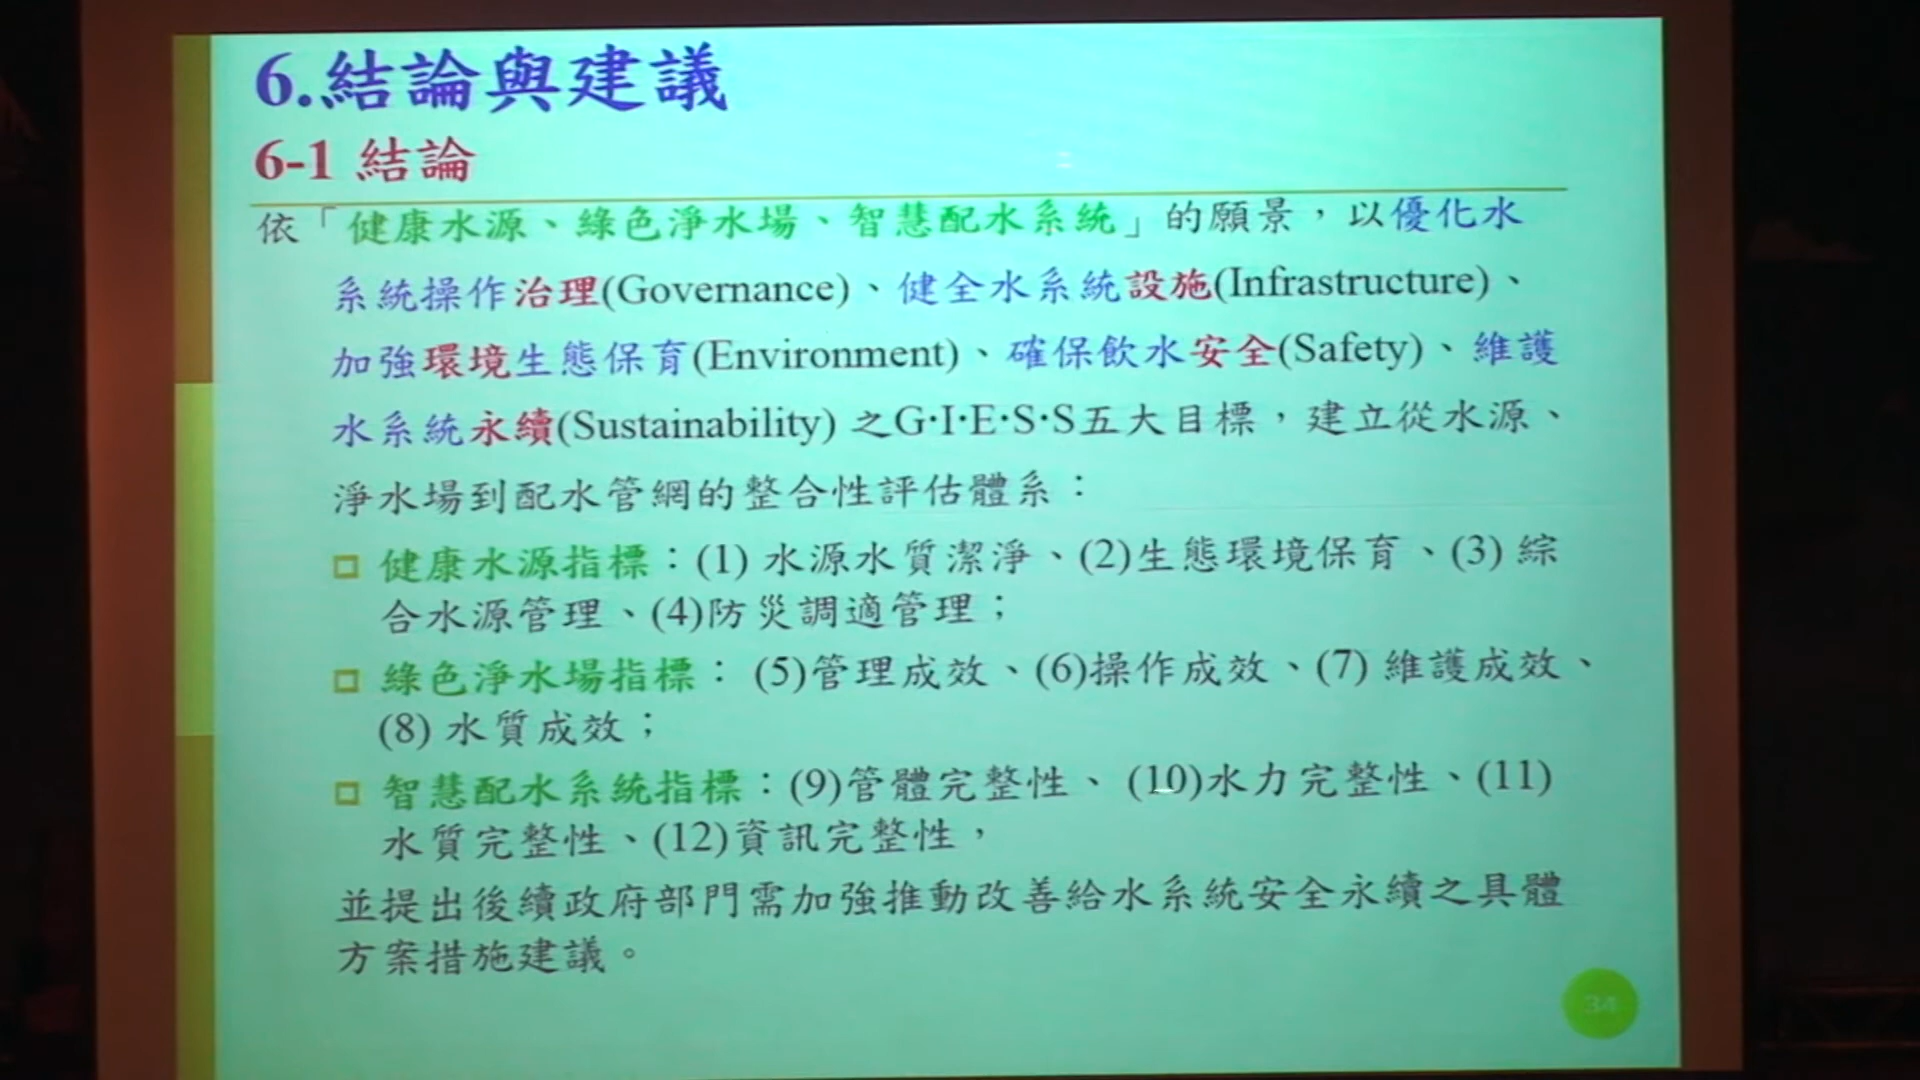 6.結論與建議
6-1 結論
依「健康水源、綠色淨水場、智慧配水系統」的願景，以優化水
系統操作治理(Governance)、健全水系統設施(Infrastructure)、
加強環境生態保育(Environment)、確保飲水安全(Safety)、維護
水系統永續(Sustainability) 之G·I·E·S·S五大目標，建立從水源、
淨水場到配水管網的整合性評估體系：
健康水源指標：(1) 水源水質潔淨、(2)生態環境保育、(3) 綜
合水源管理、(4)防災調適管理；
綠色淨水場指標： (5)管理成效、(6)操作成效、(7) 維護成效、
(8) 水質成效；
智慧配水系統指標：(9)管體完整性、 (10)水力完整性、(11)
水質完整性、(12)資訊完整性，
並提出後續政府部門需加強推動改善給水系統安全永續之具體
方案措施建議。
34